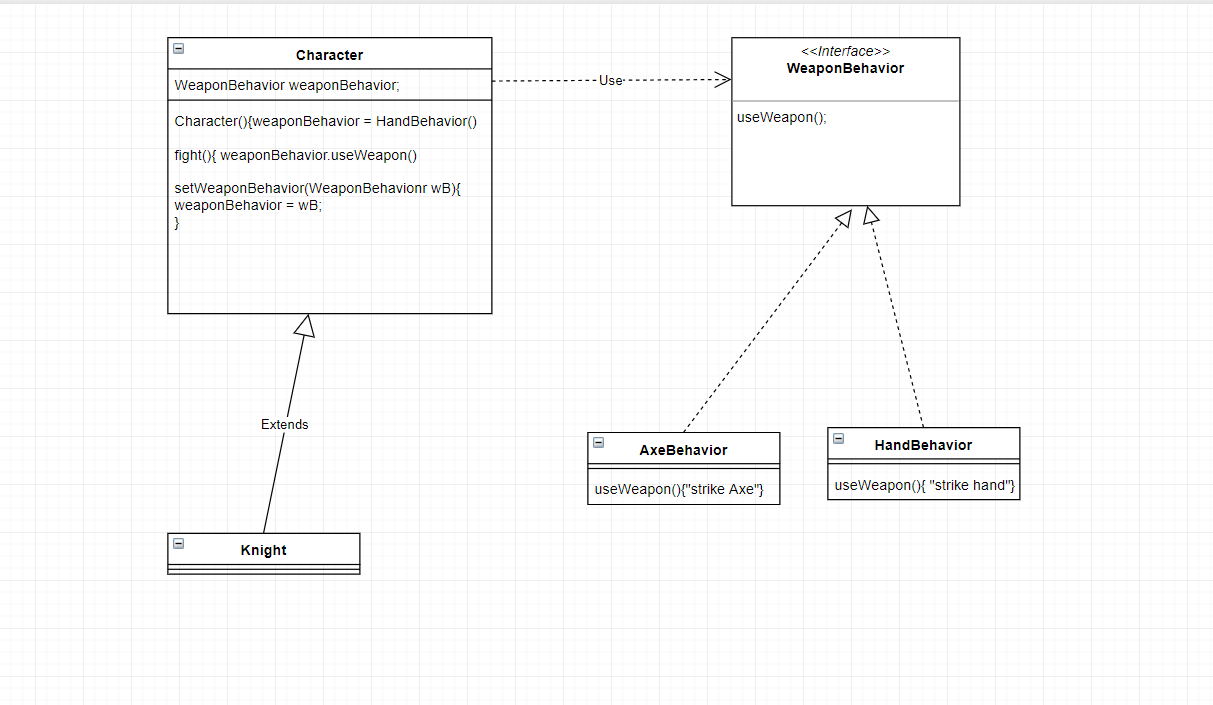 Character
WeaponBehavior weaponBehavior;
Character(){weaponBehavior = HandBehavior()
fight(){ weaponBehavior.useWeapon()
setWeaponBehavior(WeaponBehavionr wB){
weaponBehavior = wB;
}
Use
<<Interface>>
WeaponBehavior
useWeapon();
Extends
AxeBehavior
useWeapon(){"strike Axe"}
HandBehavior
useWeapon(){ "strike hand"}
Knight